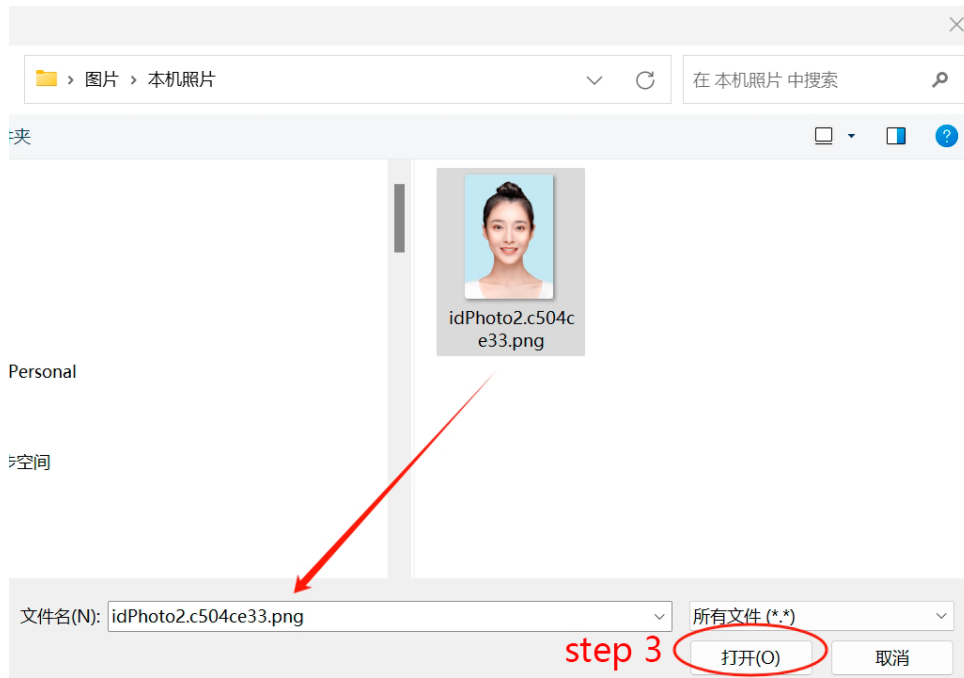 图片 › 本机照片
在 本机照片 中搜索
夹
?
idPhoto2.c504c
e33.png
Personal
空间
文件名(N): idPhoto2.c504ce33.png
所有文件 (*.*)
step 3
打开(O)
取消